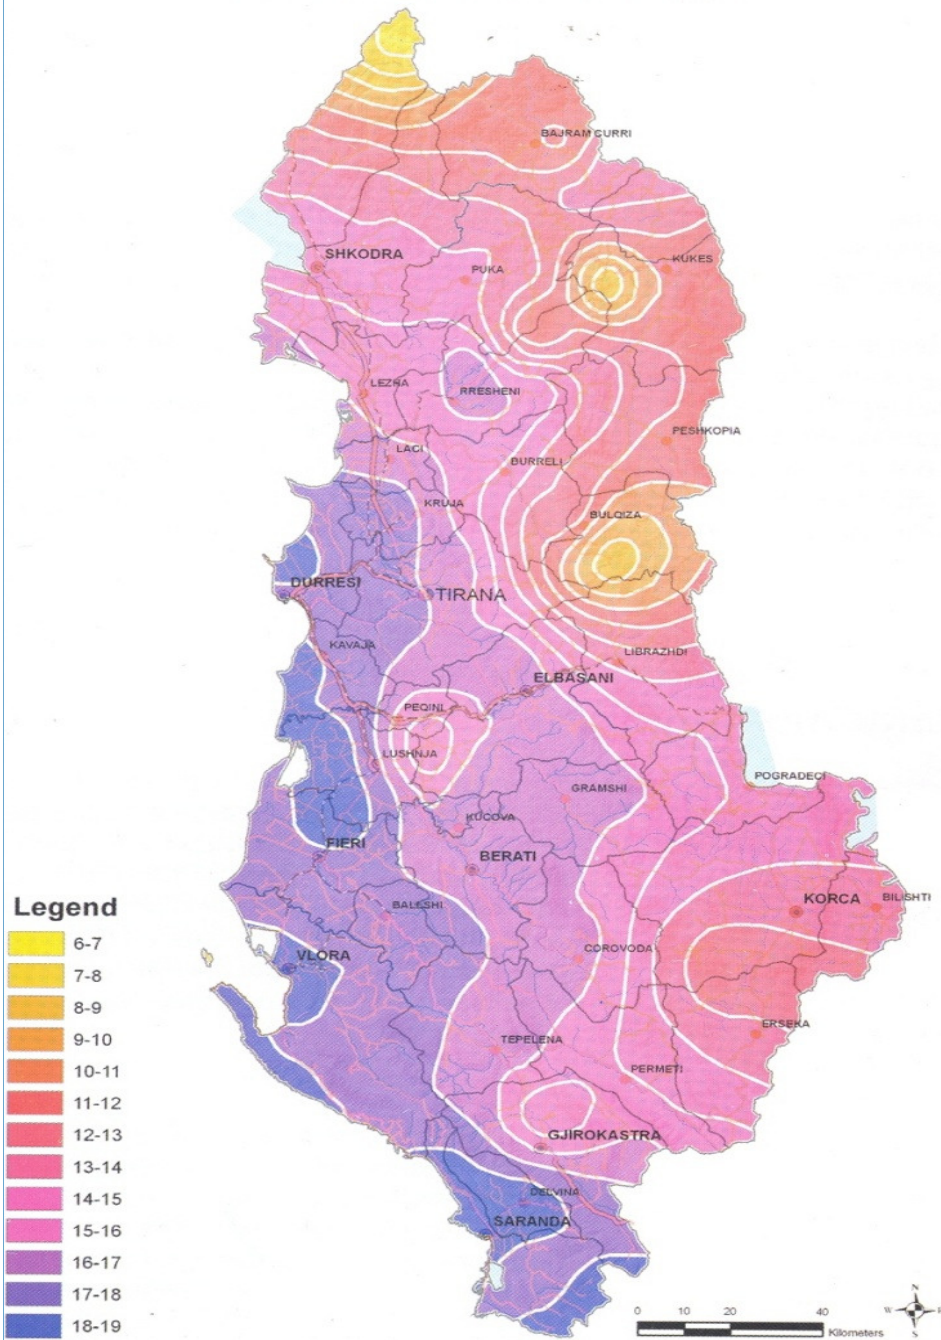 BAJRAM CURRI
SHKODRA
PUKA
KUKES
LEZHA
RRESHENI
PESHKOPIA
LACI
BURRELI
KRUJA
BULQIZA
DURRESI
TIRANA
KAVAJA
LIBRAZHDI
ELBASANI
PEQINI
LUSHNJA
POGRADECI
GRAMSHI
KUCOVA
FIERI
BERATI
KORCA
BILISHTI
BALLSHI
COROVODA
VLORA
ERSEKA
TEPELENA
PERMETI
GJIROKASTRA
DELVINA
SARANDA
Legend
6-7
7-8
8-9
9-10
10-11
11-12
12-13
13-14
14-15
15-16
16-17
17-18
18-19
0 10 20 40
Kilometers
N
W E
S